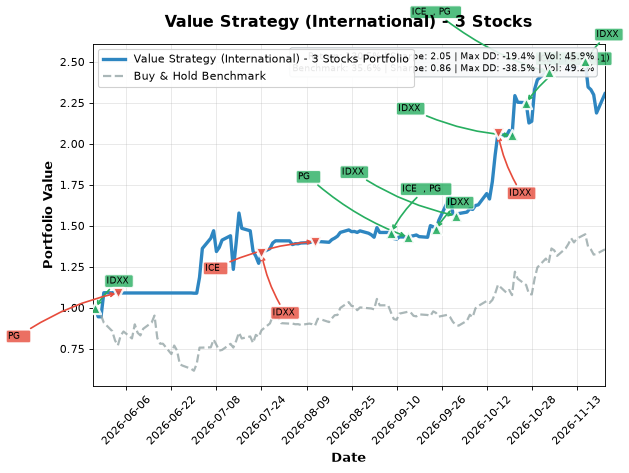 ICE , PG
Value Strategy (International) - 3 Stocks
IDXX
Value Strategy (International) - 3 Stocks Portfolio
Buy & Hold Benchmark
2.05 | Max DD: -19.4% | Vol: 45.9%
Sharpe: 0.86 | Max DD: -38.5% | Vol: 49.2%
IDXX
PG
IDXX
ICE , PG
IDXX
IDXX
ICE
IDXX
IDXX
PG
Portfolio Value
2.50
2.25
2.00
1.75
1.50
1.25
1.00
0.75
2026-06-06
2026-06-22
2026-07-08
2026-07-24
2026-08-09
2026-08-25
2026-09-10
2026-09-26
2026-10-12
2026-10-28
2026-11-13
Date